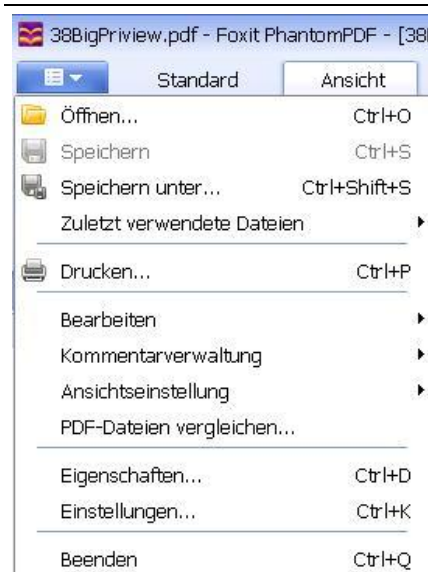 38BigPriview.pdf - Foxit PhantomPDF - [38
Standard Ansicht
Öffnen... Ctrl+O
Speichern Ctrl+S
Speichern unter... Ctrl+Shift+S
Zuletzt verwendete Dateien
Drucken... Ctrl+P
Bearbeiten
Kommentarverwaltung
Ansichtseinstellung
PDF-Dateien vergleichen...
Eigenschaften... Ctrl+D
Einstellungen... Ctrl+K
Beenden Ctrl+Q